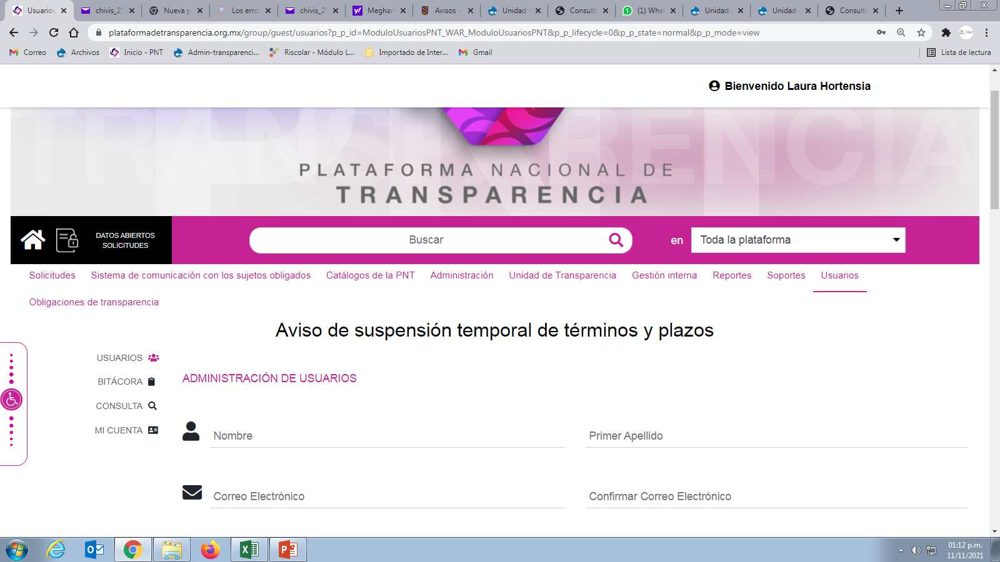 Usuarios
chivis_25
Nueva p
Los erro
chivis_25
Meghan
Avisos -
Unidad
Consulta
(1) What
Unidad
Unidad
Consulta
plataformadetransparencia.org.mx/group/guest/usuarios?p_p_id=ModuloUsuariosPNT_WAR_ModuloUsuariosPNT&p_p_lifecycle=0&p_p_state=normal&p_p_mode=view
Correo
Archivos
Inicio - PNT
Admin-transparenci...
Riscolar - Módulo L...
Importado de Inter...
Gmail
Lista de lectura
Bienvenido Laura Hortensia
TRANSPARENCIA
PLATAFORMA NACIONAL DE
TRANSPARENCIA
DATOS ABIERTOS
SOLICITUDES
Buscar
en
Toda la plataforma
Solicitudes
Sistema de comunicación con los sujetos obligados
Catálogos de la PNT
Administración
Unidad de Transparencia
Gestión interna
Reportes
Soportes
Usuarios
Obligaciones de transparencia
Aviso de suspensión temporal de términos y plazos
USUARIOS
BITÁCORA
CONSULTA
MI CUENTA
ADMINISTRACIÓN DE USUARIOS
Nombre
Primer Apellido
Correo Electrónico
Confirmar Correo Electrónico
01:12 p.m.
11/11/2021